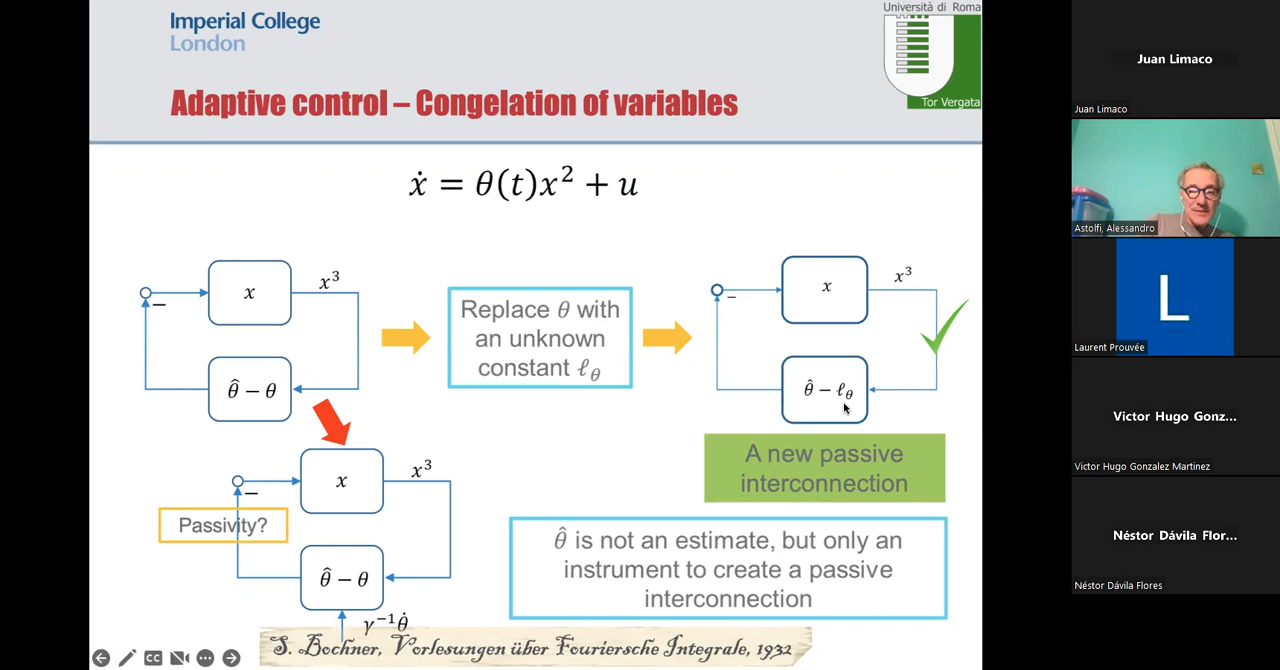 Imperial College
London
Università di Roma
Tor Vergata
Adaptive control – Congelation of variables
ẋ = θ(t)x² + u
x
x³
−
θ̂ − θ
Replace θ with
an unknown
constant ℓ_θ
x
x³
−
θ̂ − ℓ_θ
A new passive
interconnection
x
x³
−
Passivity?
θ̂ − θ
γ⁻¹θ̇
θ̂ is not an estimate, but only an
instrument to create a passive
interconnection
S. Bochner, Vorlesungen über Fouriersche Integrale, 1932
CC
Juan Limaco
Juan Limaco
Astolfi, Alessandro
L
Laurent Prouvée
Victor Hugo Gonz...
Victor Hugo Gonzalez Martinez
Néstor Dávila Flor...
Néstor Dávila Flores